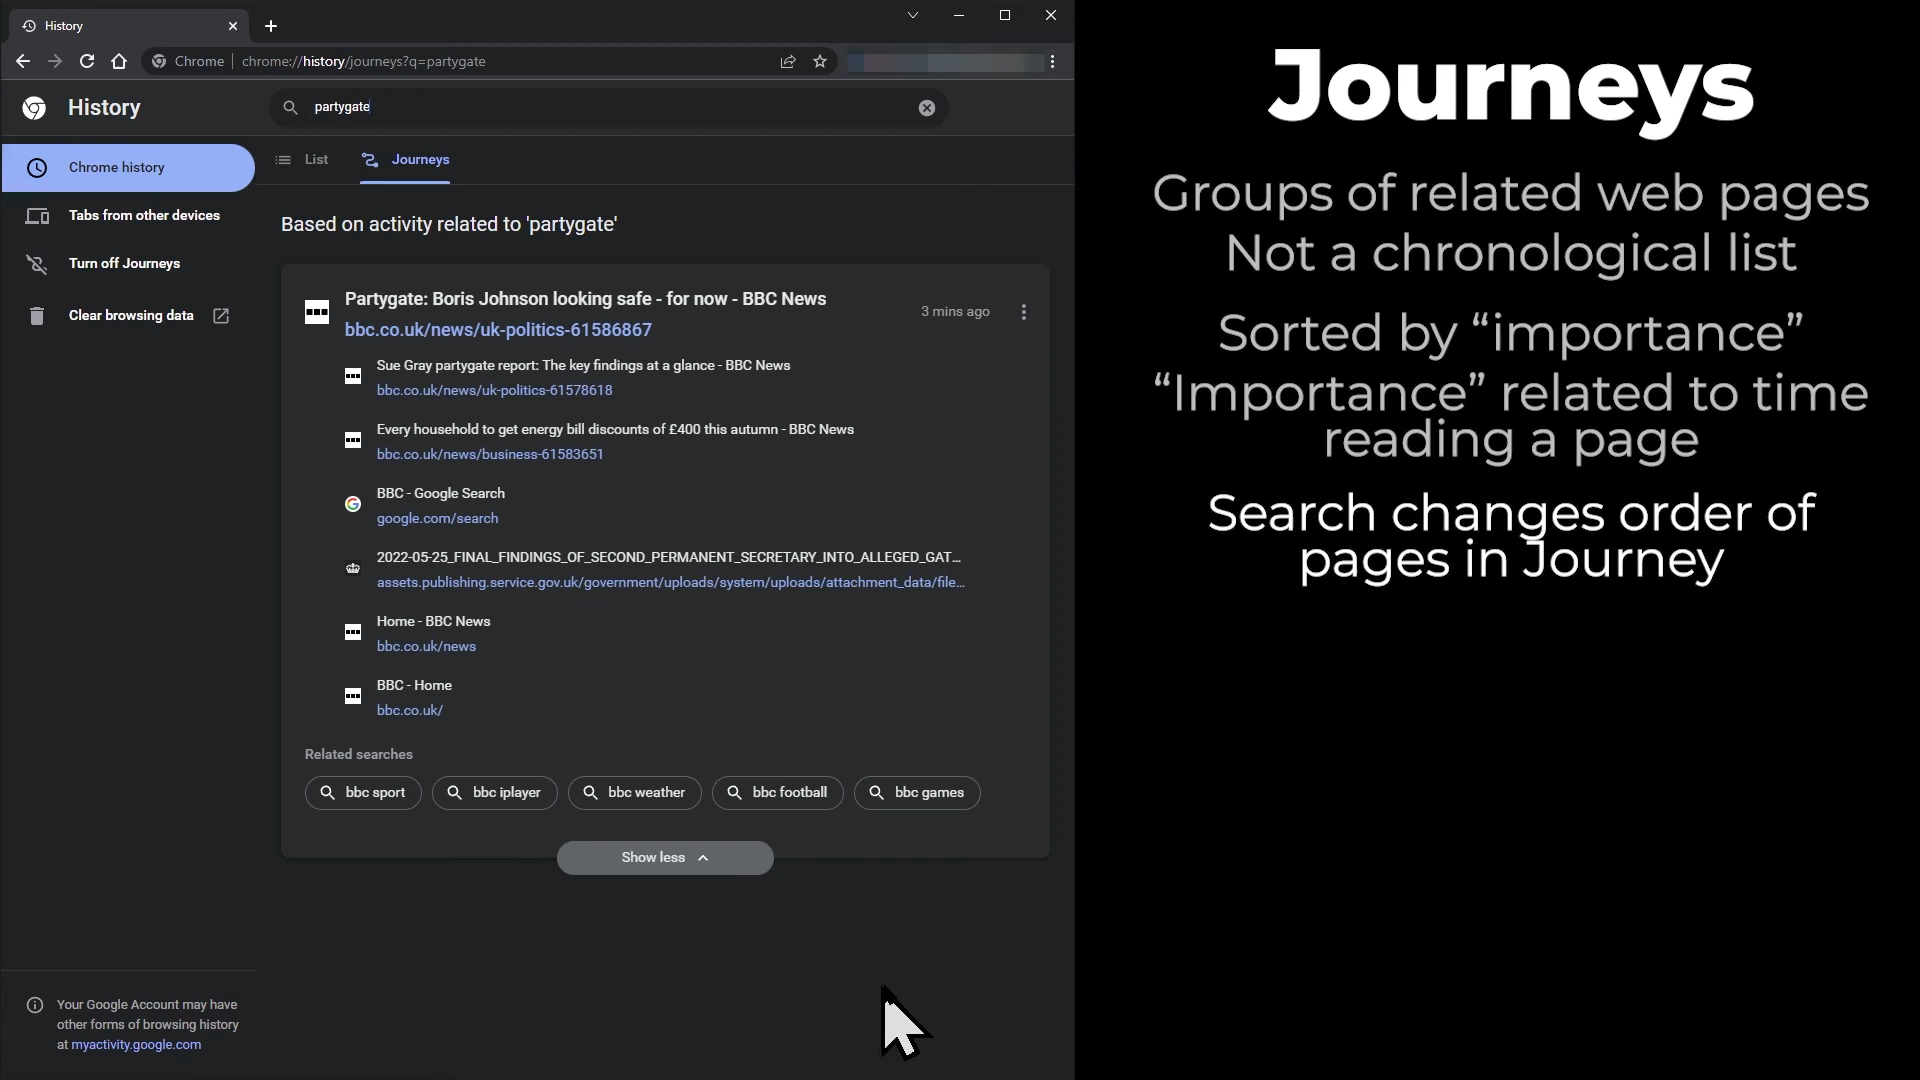 History
Chrome
chrome://history/journeys?q=partygate
History
partygate
Chrome history
Tabs from other devices
Turn off Journeys
Clear browsing data
List
Journeys
Based on activity related to 'partygate'
Partygate: Boris Johnson looking safe - for now - BBC News
3 mins ago
bbc.co.uk/news/uk-politics-61586867
Sue Gray partygate report: The key findings at a glance - BBC News
bbc.co.uk/news/uk-politics-61578618
Every household to get energy bill discounts of £400 this autumn - BBC News
bbc.co.uk/news/business-61583651
BBC - Google Search
google.com/search
2022-05-25_FINAL_FINDINGS_OF_SECOND_PERMANENT_SECRETARY_INTO_ALLEGED_GAT...
assets.publishing.service.gov.uk/government/uploads/system/uploads/attachment_data/file...
Home - BBC News
bbc.co.uk/news
BBC - Home
bbc.co.uk/
Related searches
bbc sport
bbc iplayer
bbc weather
bbc football
bbc games
Show less
Your Google Account may have
other forms of browsing history
at myactivity.google.com
Journeys
Groups of related web pages
Not a chronological list
Sorted by “importance”
“Importance” related to time
reading a page
Search changes order of
pages in Journey